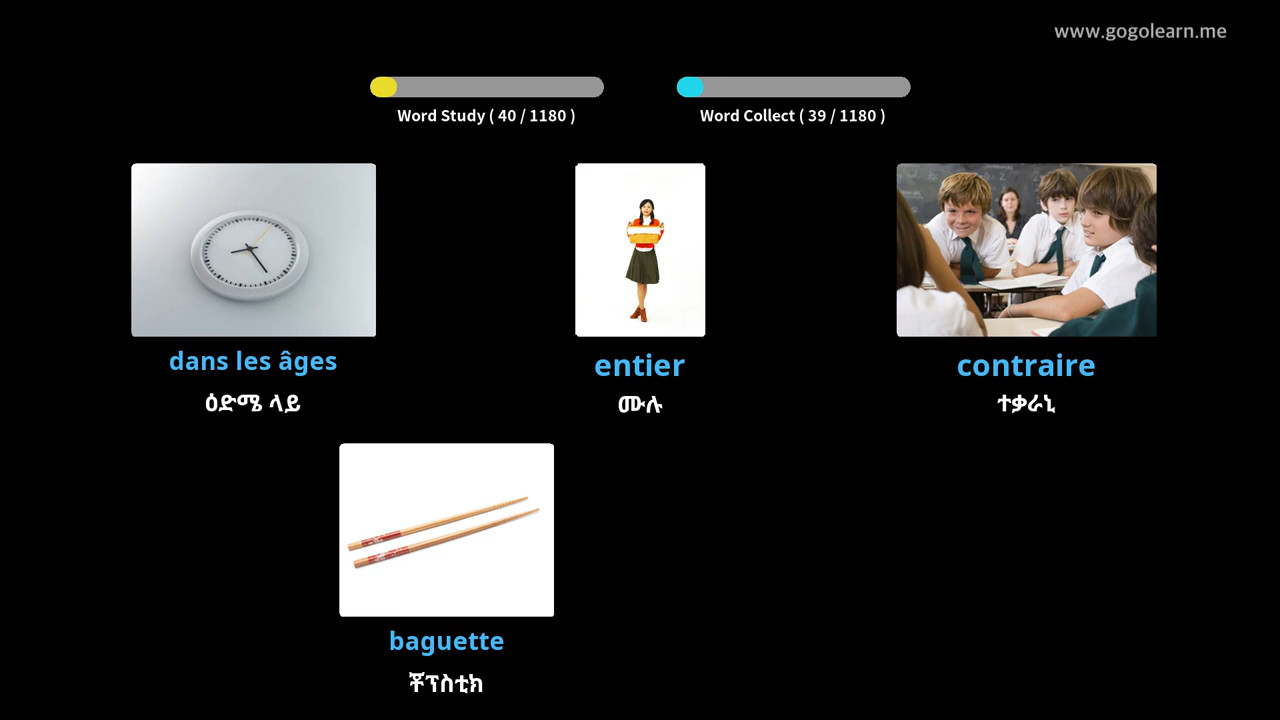 www.gogolearn.me
Word Study ( 40 / 1180 )
Word Collect ( 39 / 1180 )
dans les âges
ዕድሜ ላይ
entier
ሙሉ
contraire
ተቃራኒ
baguette
ቾፕስቲክ